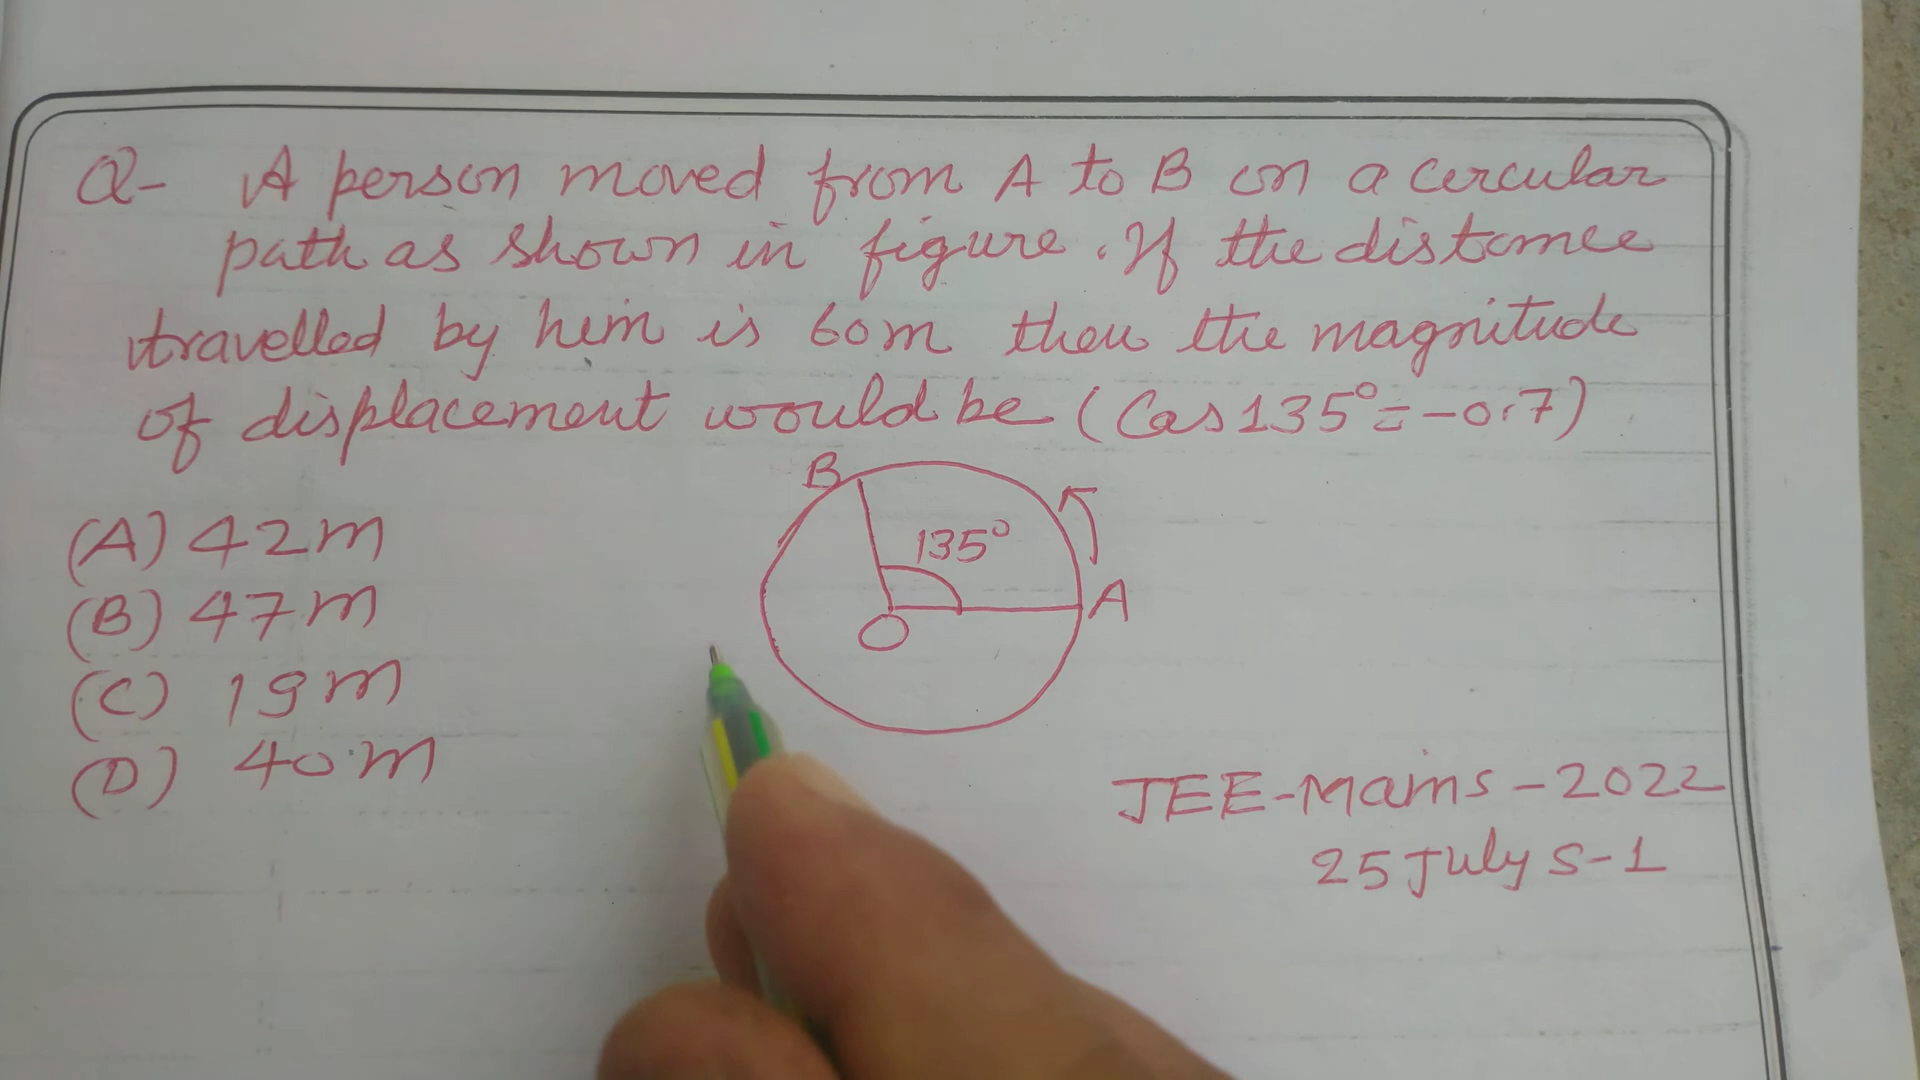 Q- A person moved from A to B on a circular
path as shown in figure. If the distance
travelled by him is 60m then the magnitude
of displacement would be (Cos135°=-0.7)
B
135°
(A) 42m
A
(B) 47m
O
(C) 19m
(D) 40m
JEE-Mains-2022
25 July S-1